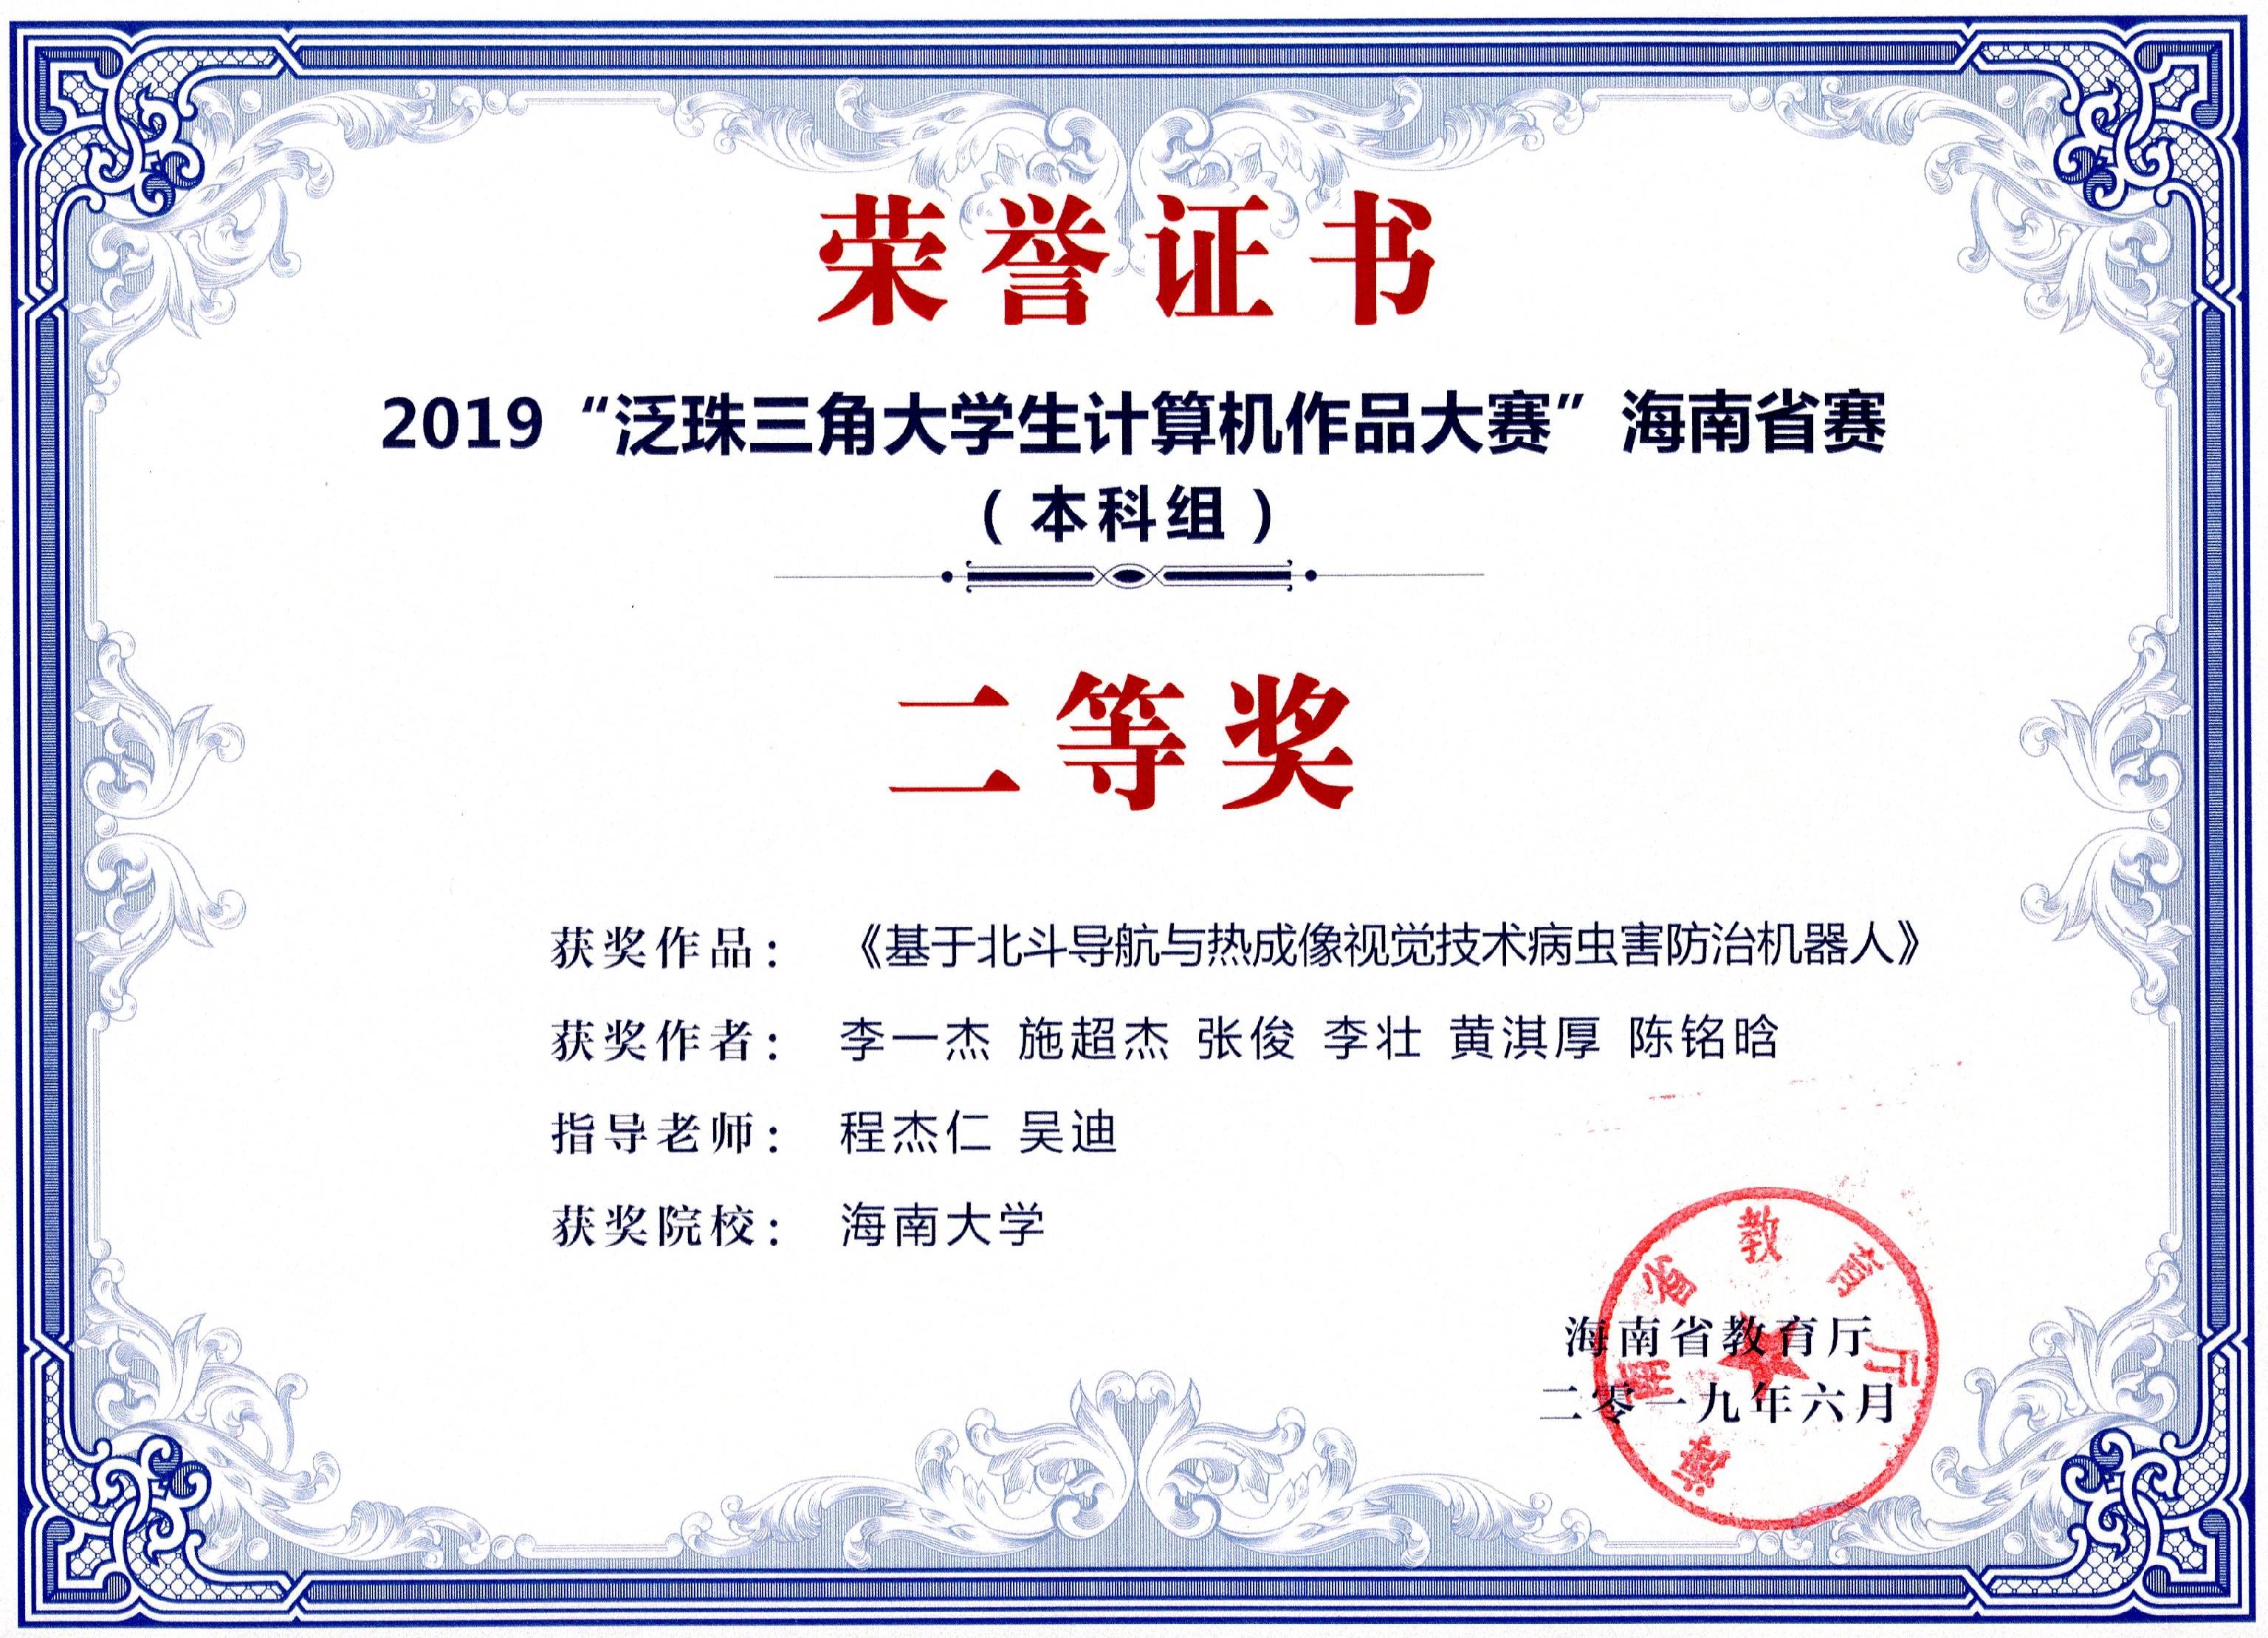 荣誉证书
2019“泛珠三角大学生计算机作品大赛”海南省赛
（本科组）
二等奖
获奖作品：《基于北斗导航与热成像视觉技术病虫害防治机器人》
获奖作者：李一杰 施超杰 张俊 李壮 黄淇厚 陈铭晗
指导老师：程杰仁 吴迪
获奖院校：海南大学
海南省教育厅
二零一九年六月
海南省教育厅